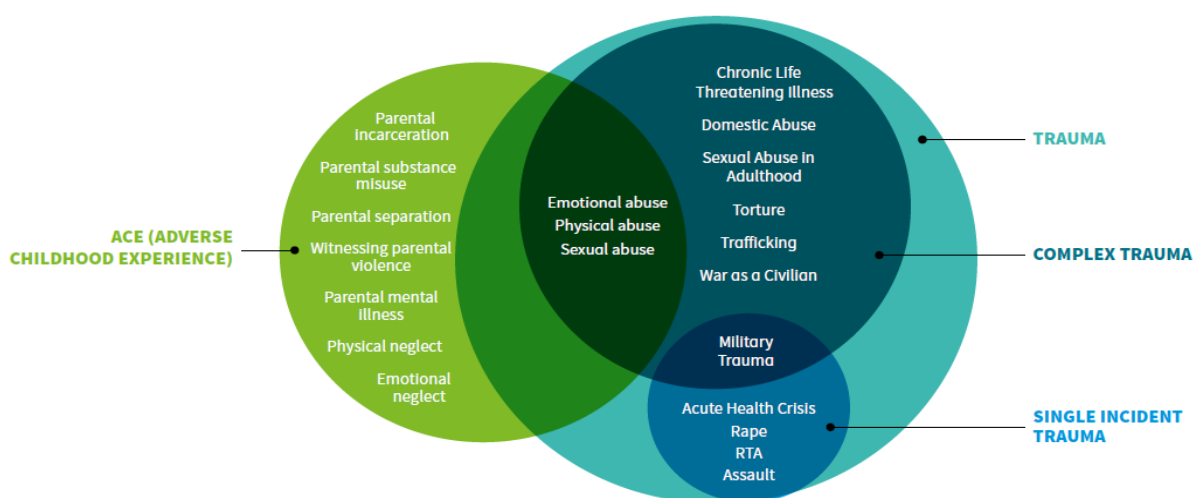 ACE (ADVERSE
CHILDHOOD EXPERIENCE)
Parental
Incarceration
Parental substance
misuse
Parental separation
Witnessing parental
violence
Parental mental
illness
Physical neglect
Emotional
neglect
Emotional abuse
Physical abuse
Sexual abuse
Chronic Life
Threatening Illness
Domestic Abuse
Sexual Abuse in
Adulthood
Torture
Trafficking
War as a Civilian
Military
Trauma
Acute Health Crisis
Rape
RTA
Assault
TRAUMA
COMPLEX TRAUMA
SINGLE INCIDENT
TRAUMA